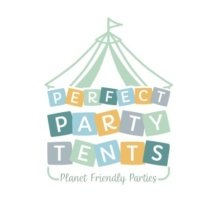 PERFECT
PARTY
TENTS
Planet Friendly Parties